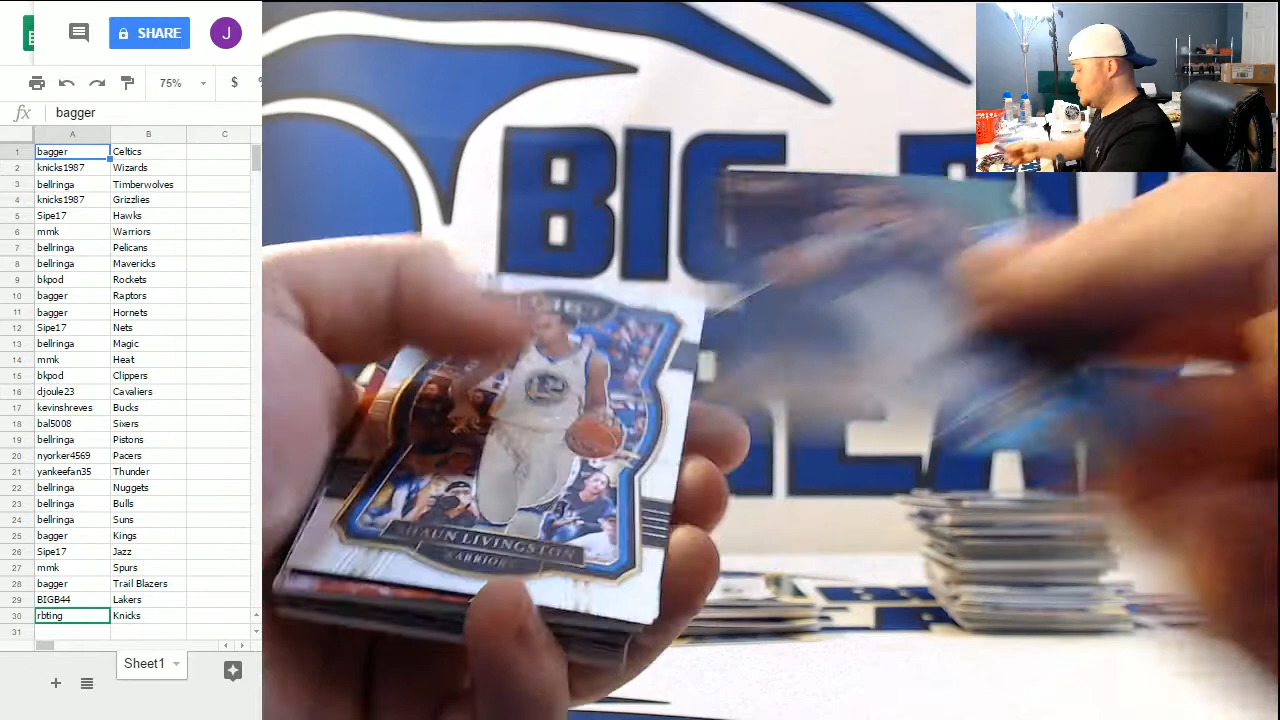 SHARE
J
75%
$
%
fx
bagger
A B C
1 bagger Celtics
2 knicks1987 Wizards
3 bellringa Timberwolves
4 knicks1987 Grizzlies
5 Sipe17 Hawks
6 mmk Warriors
7 bellringa Pelicans
8 bellringa Mavericks
9 bkpod Rockets
10 bagger Raptors
11 bagger Hornets
12 Sipe17 Nets
13 bellringa Magic
14 mmk Heat
15 bkpod Clippers
16 djoule23 Cavaliers
17 kevinshreves Bucks
18 bal5008 Sixers
19 bellringa Pistons
20 nyorker4569 Pacers
21 yankeefan35 Thunder
22 bellringa Nuggets
23 bellringa Bulls
24 bellringa Suns
25 bagger Kings
26 Sipe17 Jazz
27 mmk Spurs
28 bagger Trail Blazers
29 BIGB44 Lakers
30 rbting Knicks
31
Sheet1
BIG
SHAUN LIVINGSTON
WARRIORS